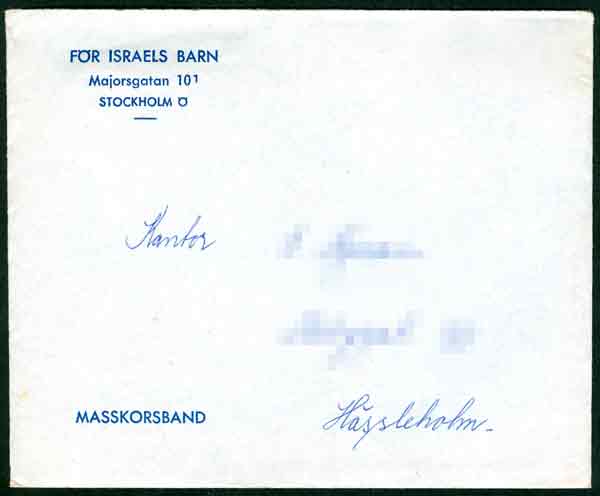 FÖR ISRAELS BARN
Majorsgatan 10¹
STOCKHOLM Ö
Kantor
MASSKORSBAND
Hässleholm.